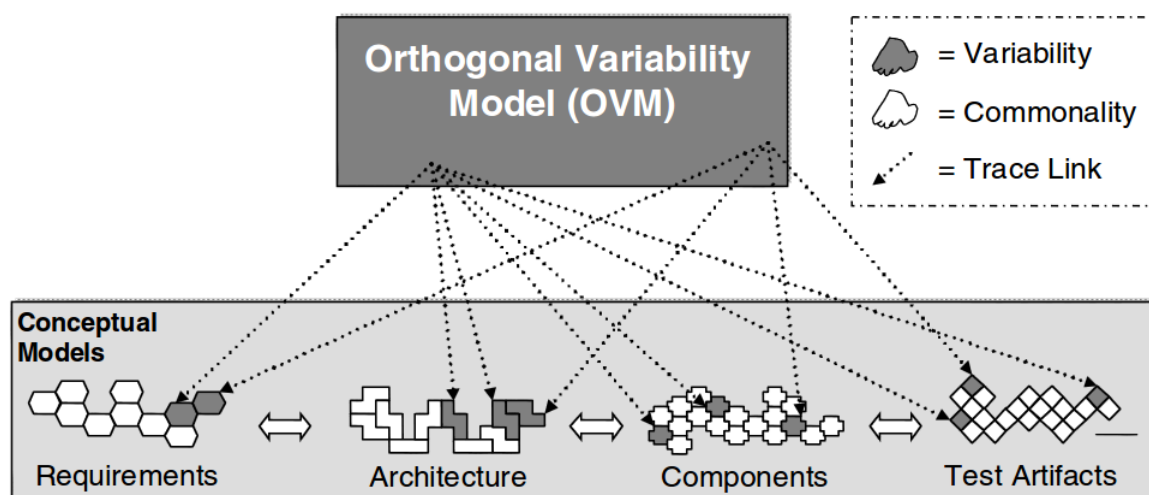 Orthogonal Variability
Model (OVM)
= Variability
= Commonality
= Trace Link
Conceptual
Models
Requirements
Architecture
Components
Test Artifacts